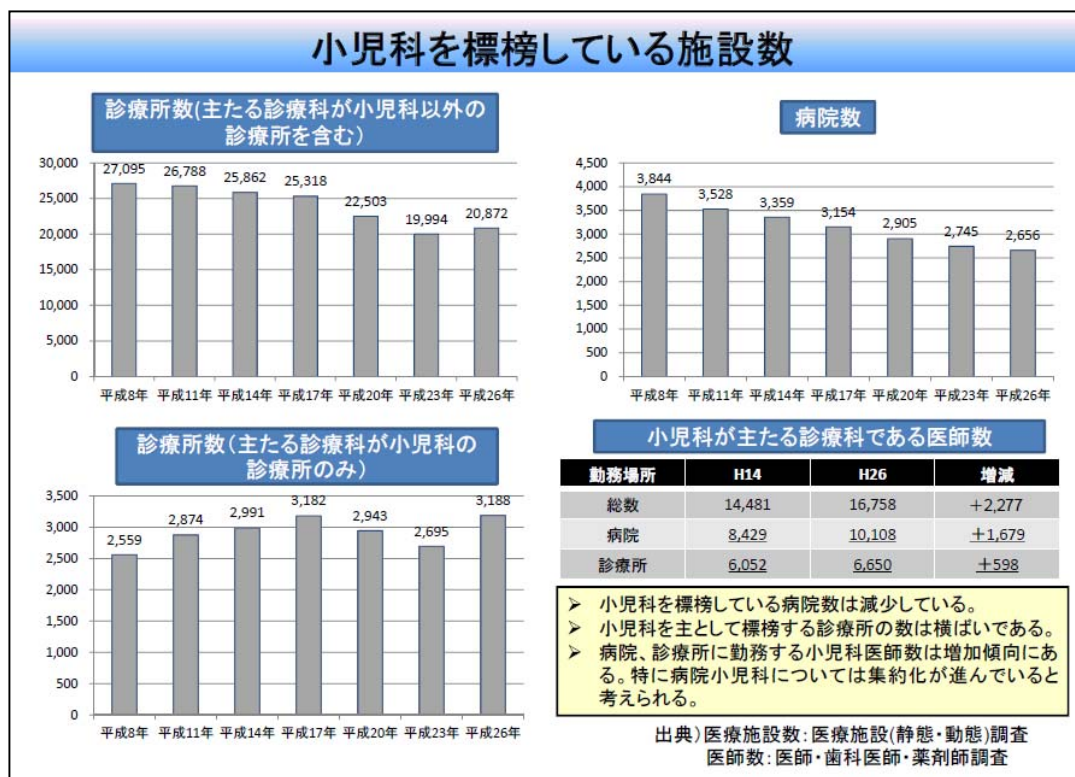 小児科を標榜している施設数
診療所数(主たる診療科が小児科以外の
診療所を含む）
30,000
25,000
20,000
15,000
10,000
5,000
0
27,095
26,788
25,862
25,318
22,503
19,994
20,872
平成8年 平成11年 平成14年 平成17年 平成20年 平成23年 平成26年
病院数
4,500
4,000
3,500
3,000
2,500
2,000
1,500
1,000
500
0
3,844
3,528
3,359
3,154
2,905
2,745
2,656
平成8年 平成11年 平成14年 平成17年 平成20年 平成23年 平成26年
診療所数（主たる診療科が小児科の
診療所のみ）
3,500
3,000
2,500
2,000
1,500
1,000
500
0
2,559
2,874
2,991
3,182
2,943
2,695
3,188
平成8年 平成11年 平成14年 平成17年 平成20年 平成23年 平成26年
小児科が主たる診療科である医師数
勤務場所 H14 H26 増減
総数 14,481 16,758 +2,277
病院 8,429 10,108 +1,679
診療所 6,052 6,650 +598
➢ 小児科を標榜している病院数は減少している。
➢ 小児科を主として標榜する診療所の数は横ばいである。
➢ 病院、診療所に勤務する小児科医師数は増加傾向にあ
る。特に病院小児科については集約化が進んでいると
考えられる。
出典）医療施設数：医療施設(静態・動態)調査
医師数：医師・歯科医師・薬剤師調査